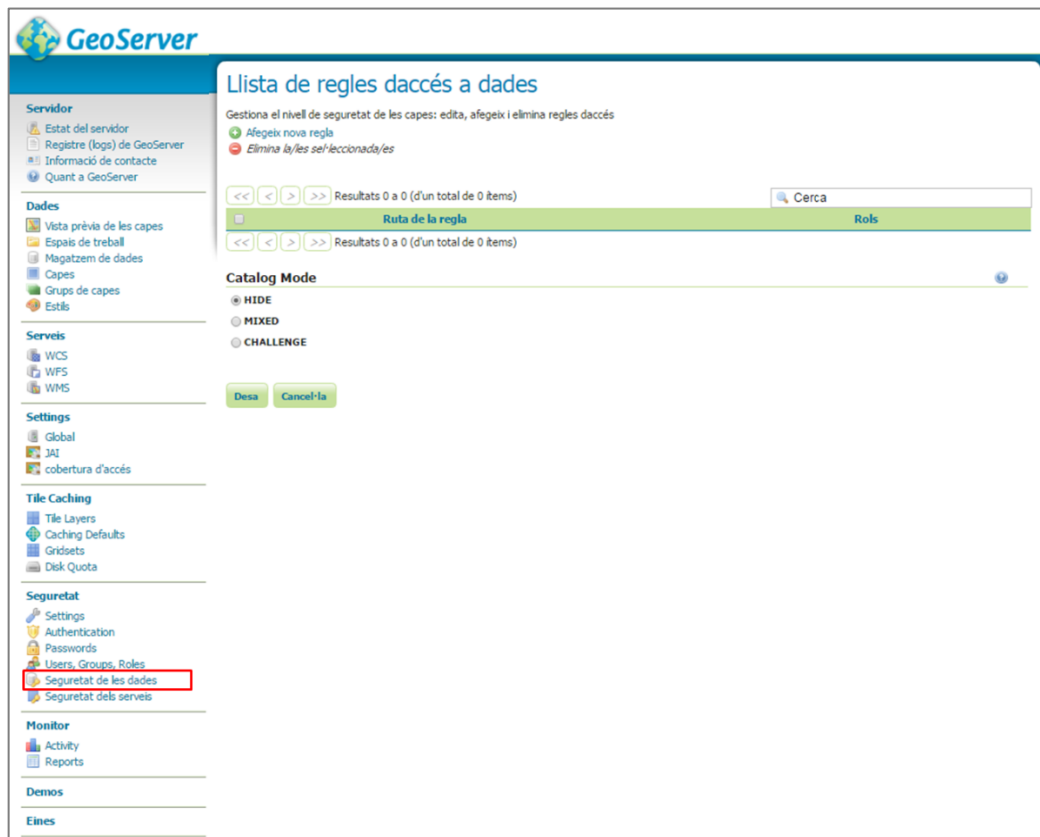 GeoServer
Servidor
Estat del servidor
Registre (logs) de GeoServer
Informació de contacte
Quant a GeoServer
Dades
Vista prèvia de les capes
Espais de treball
Magatzem de dades
Capes
Grups de capes
Estils
Serveis
WCS
WFS
WMS
Settings
Global
JAI
cobertura d'accés
Tile Caching
Tile Layers
Caching Defaults
Gridsets
Disk Quota
Seguretat
Settings
Authentication
Passwords
Users, Groups, Roles
Seguretat de les dades
Seguretat dels serveis
Monitor
Activity
Reports
Demos
Eines
Llista de regles daccés a dades
Gestiona el nivell de seguretat de les capes: edita, afegeix i elimina regles daccés
Afegeix nova regla
Elimina la/les sel·leccionada/es
<< < > >> Resultats 0 a 0 (d'un total de 0 ítems) Cerca
Ruta de la regla Rols
<< < > >> Resultats 0 a 0 (d'un total de 0 ítems)
Catalog Mode
HIDE
MIXED
CHALLENGE
Desa Cancel·la